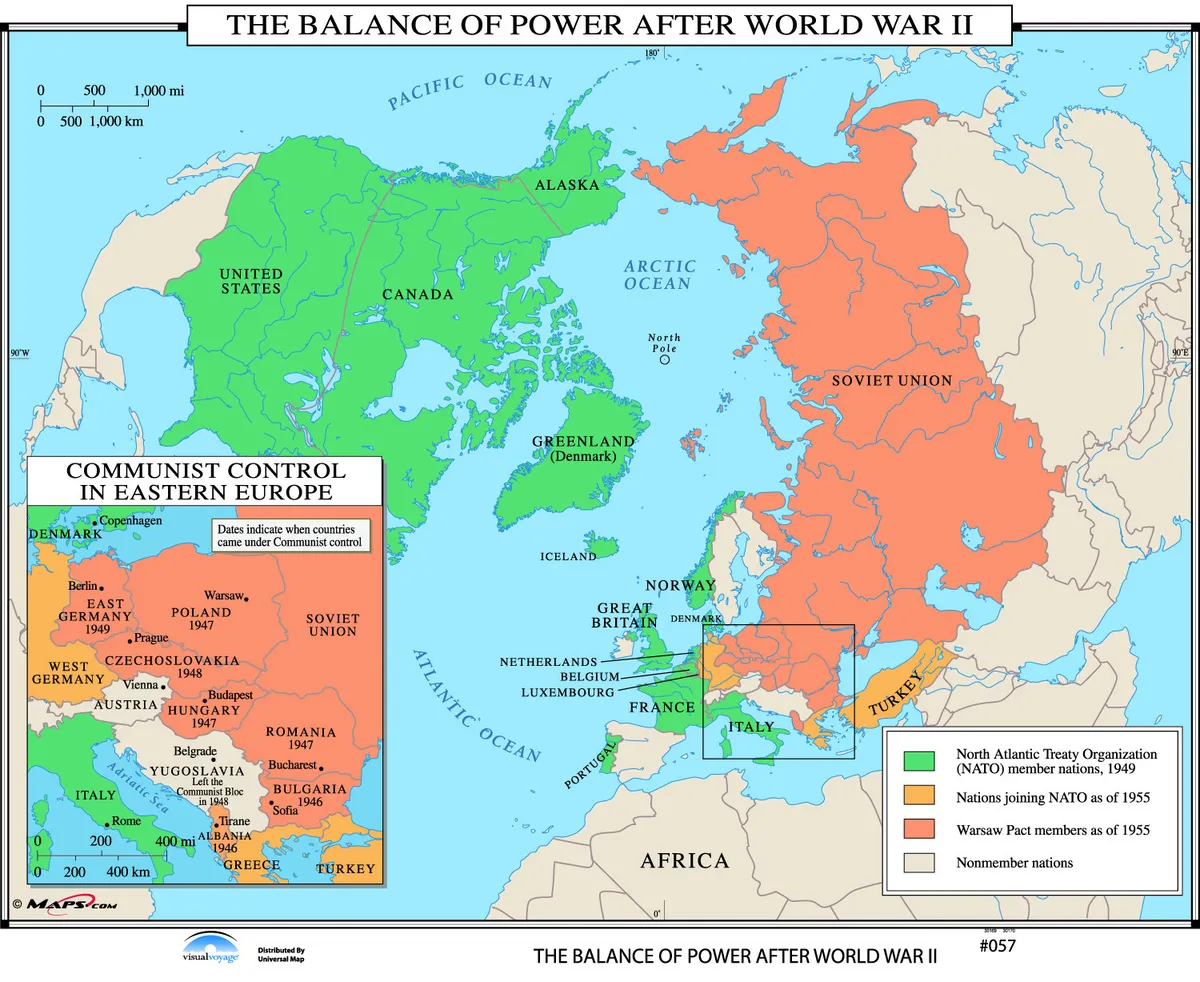 THE BALANCE OF POWER AFTER WORLD WAR II
180°
0 500 1,000 mi
0 500 1,000 km
PACIFIC OCEAN
ALASKA
UNITED
STATES
CANADA
ARCTIC
OCEAN
North
Pole
90°W
90°E
SOVIET UNION
GREENLAND
(Denmark)
ICELAND
NORWAY
GREAT
BRITAIN
DENMARK
NETHERLANDS
BELGIUM
LUXEMBOURG
FRANCE
ITALY
TURKEY
PORTUGAL
ATLANTIC OCEAN
AFRICA
0°
COMMUNIST CONTROL
IN EASTERN EUROPE
Dates indicate when countries
came under Communist control
Copenhagen
DENMARK
Berlin
EAST
GERMANY
1949
Warsaw
POLAND
1947
SOVIET
UNION
Prague
CZECHOSLOVAKIA
1948
WEST
GERMANY
Vienna
AUSTRIA
Budapest
HUNGARY
1947
ROMANIA
1947
Bucharest
Belgrade
YUGOSLAVIA
Left the
Communist Bloc
in 1948
BULGARIA
1946
Sofia
Adriatic Sea
ITALY
Rome
Tirane
ALBANIA
1946
GREECE
TURKEY
0 200 400 mi
0 200 400 km
North Atlantic Treaty Organization
(NATO) member nations, 1949
Nations joining NATO as of 1955
Warsaw Pact members as of 1955
Nonmember nations
© MAPS.COM
visualvoyage
Distributed By
Universal Map
THE BALANCE OF POWER AFTER WORLD WAR II
30169 30170
#057